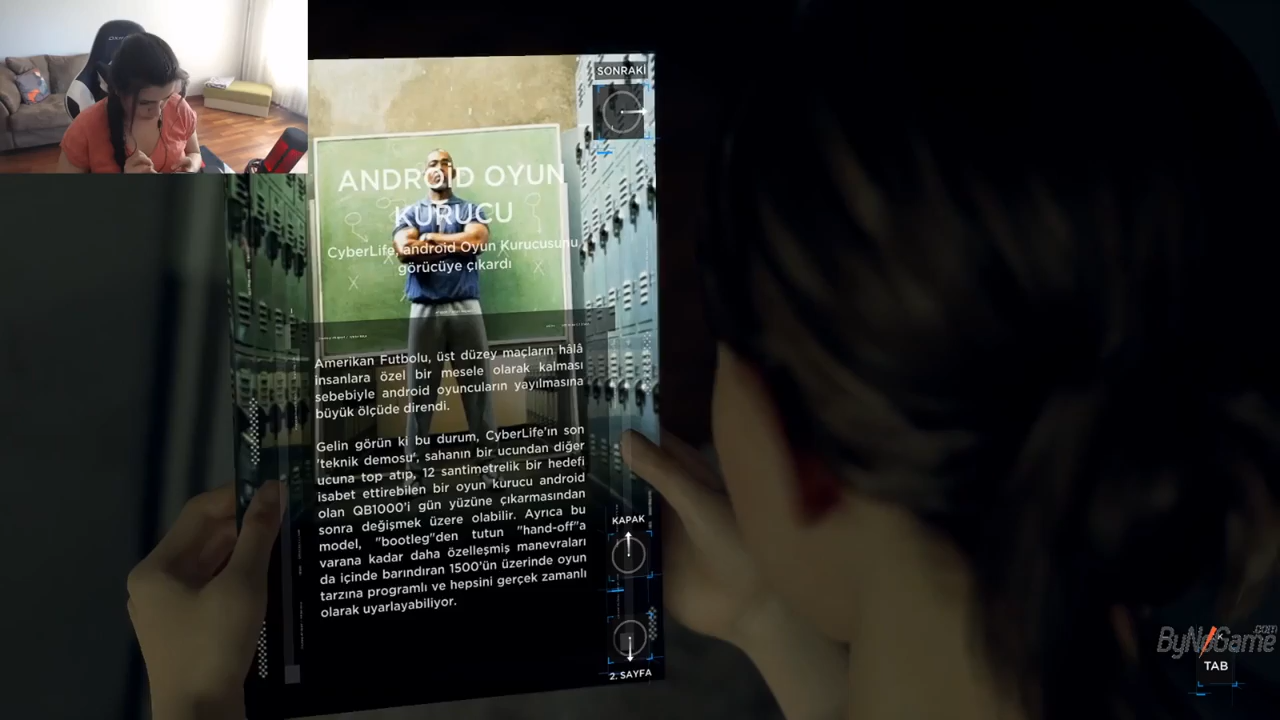 SONRAKİ
ANDROİD OYUN
KURUCU
CyberLife, android Oyun Kurucusunu
görücüye çıkardı
Amerikan Futbolu, üst düzey maçların hâlâ
insanlara özel bir mesele olarak kalması
sebebiyle android oyuncuların yayılmasına
büyük ölçüde direndi.
Gelin görün ki bu durum, CyberLife'ın son
'teknik demosu', sahanın bir ucundan diğer
ucuna top atıp, 12 santimetrelik bir hedefi
isabet ettirebilen bir oyun kurucu android
olan QB1000'i gün yüzüne çıkarmasından
sonra değişmek üzere olabilir. Ayrıca bu
model, "bootleg"den tutun "hand-off"a
varana kadar daha özelleşmiş manevraları
da içinde barındıran 1500'ün üzerinde oyun
tarzına programlı ve hepsini gerçek zamanlı
olarak uyarlayabiliyor.
KAPAK
2. SAYFA
ByNoGame.com
TAB